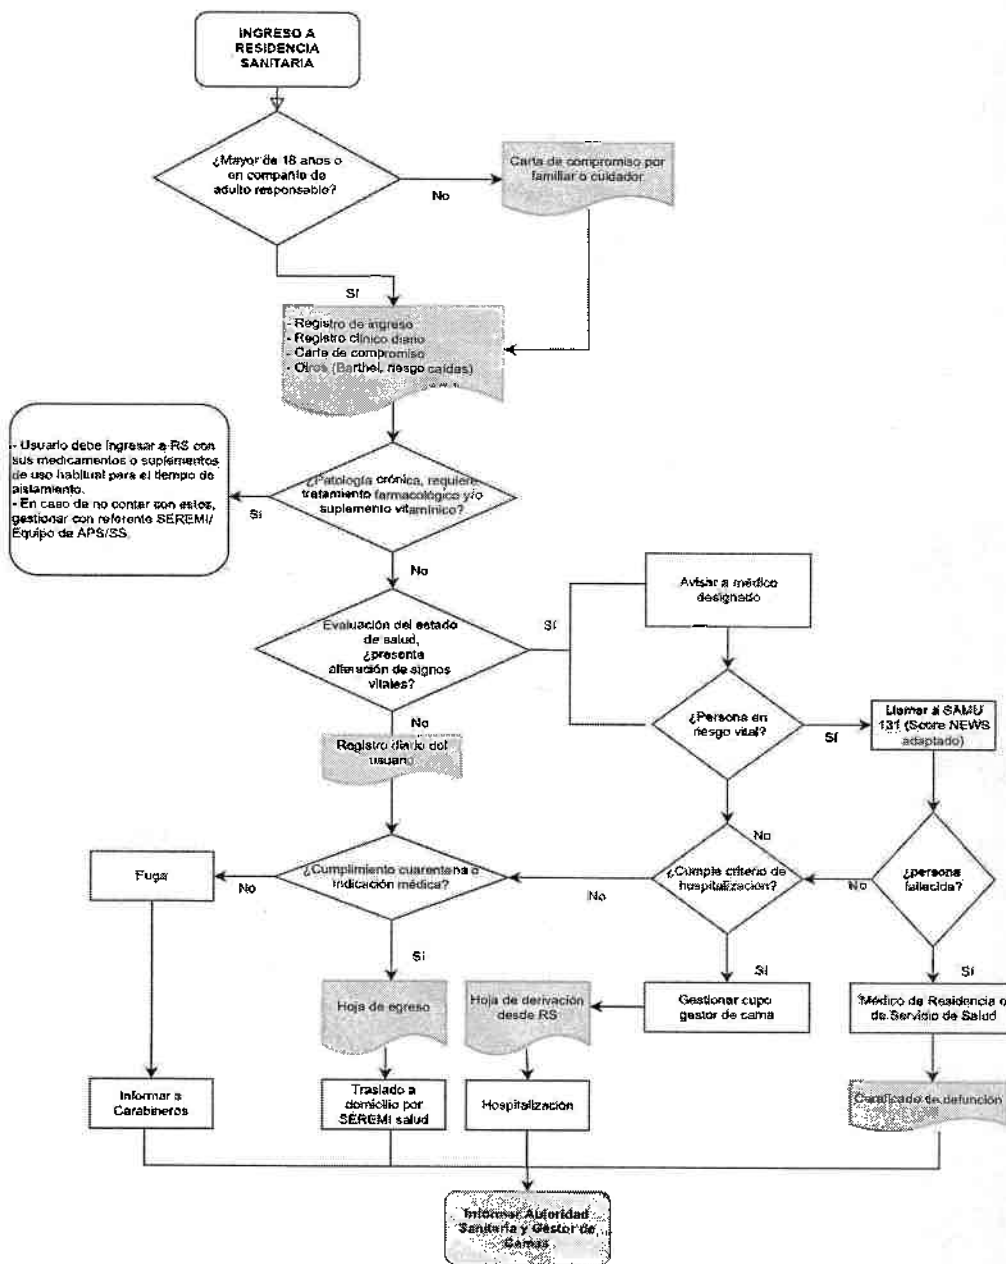 INGRESO A
RESIDENCIA
SANITARIA
¿Mayor de 18 años o
en compañía de
adulto responsable?
No
Carta de compromiso por
familiar o cuidador
Sí
- Registro de ingreso
- Registro clínico diario
- Carta de compromiso
- Otros (Barthel, riesgo caídas)
- Usuario debe ingresar a RS con
sus medicamentos o suplementos
de uso habitual para el tiempo de
aislamiento.
- En caso de no contar con estos,
gestionar con referente SEREMI/
Equipo de APS/SS.
Sí
¿Patología crónica, requiere
tratamiento farmacológico y/o
suplemento vitamínico?
No
Evaluación del estado
de salud,
¿presenta
alteración de signos
vitales?
Sí
Avisar a médico
designado
¿Persona en
riesgo vital?
Sí
Llamar a SAMU
131 (Score NEWS
adaptado)
No
Registro diario del
usuario
No
Fuga
No
¿Cumplimiento cuarentena o
indicación médica?
No
¿Cumple criterio de
hospitalización?
No
¿persona
fallecida?
Sí
Sí
Sí
Hoja de egreso
Hoja de derivación
desde RS
Gestionar cupo
gestor de cama
Médico de Residencia o
de Servicio de Salud
Informar a
Carabineros
Traslado a
domicilio por
SEREMI salud
Hospitalización
Certificado de defunción
Informar Autoridad
Sanitaria y Gestor de
Camas